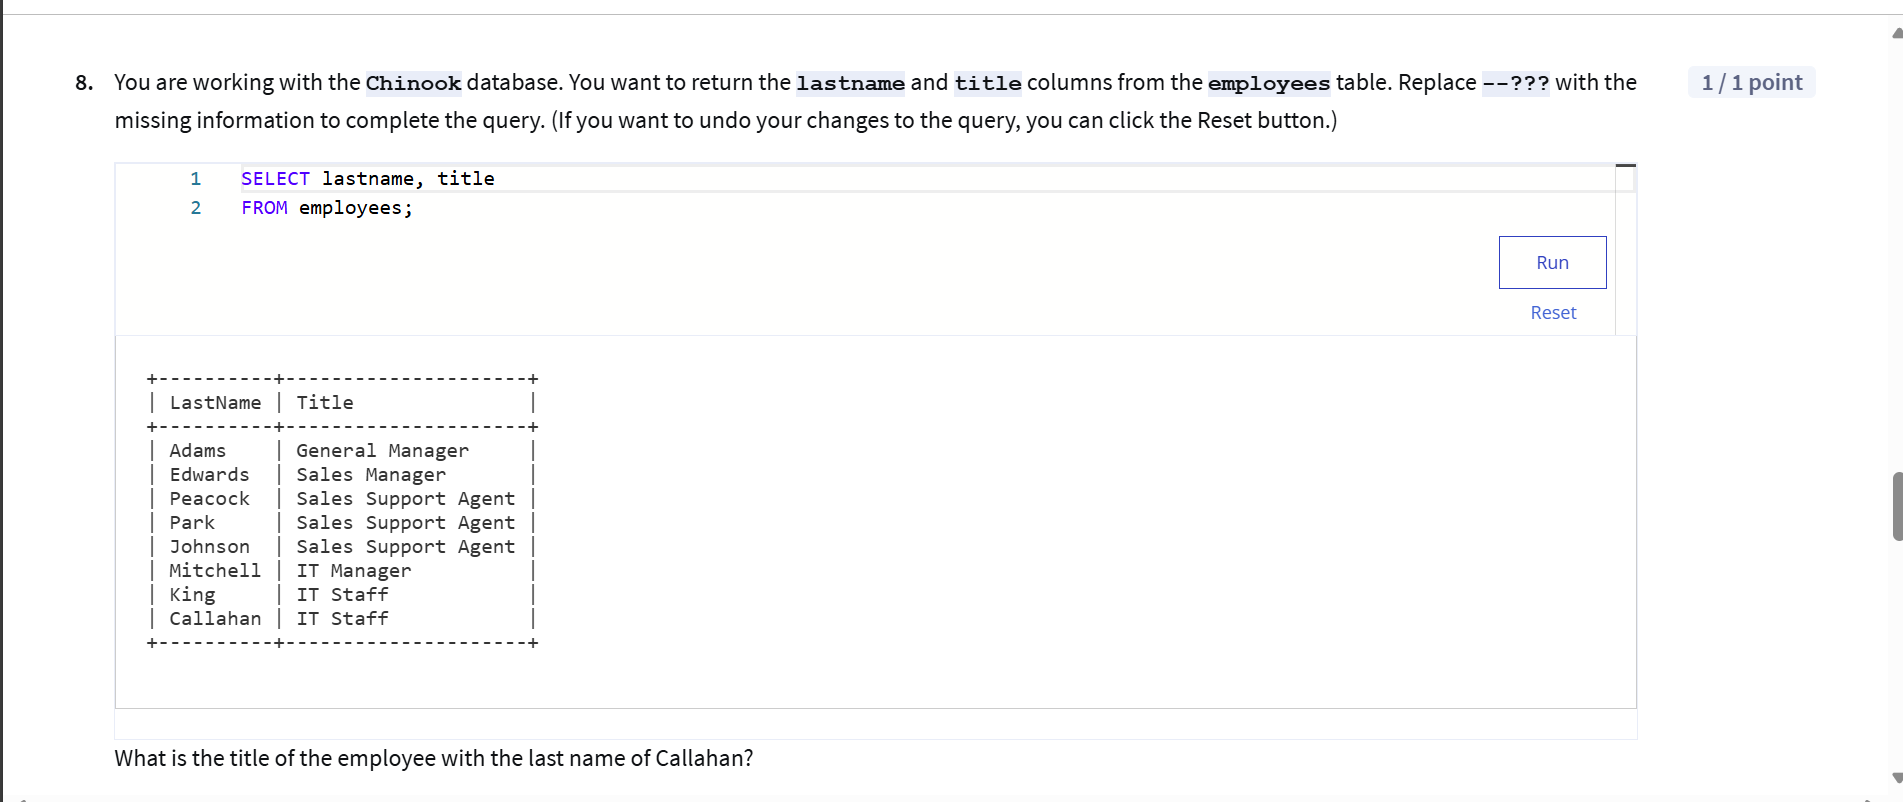 8. You are working with the Chinook database. You want to return the lastname and title columns from the employees table. Replace --??? with the 1 / 1 point
missing information to complete the query. (If you want to undo your changes to the query, you can click the Reset button.)
1 SELECT lastname, title
2 FROM employees;
Run
Reset
+----------+---------------------+
| LastName | Title               |
+----------+---------------------+
| Adams    | General Manager     |
| Edwards  | Sales Manager       |
| Peacock  | Sales Support Agent |
| Park     | Sales Support Agent |
| Johnson  | Sales Support Agent |
| Mitchell | IT Manager          |
| King     | IT Staff            |
| Callahan | IT Staff            |
+----------+---------------------+
What is the title of the employee with the last name of Callahan?